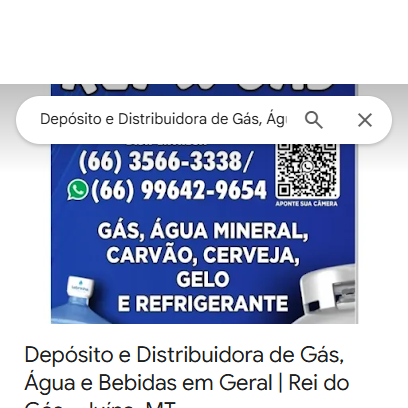 Depósito e Distribuidora de Gás, Águ
(66) 3566-3338/
(66) 99642-9654
APONTE SUA CÂMERA
GÁS, ÁGUA MINERAL,
CARVÃO, CERVEJA,
GELO
E REFRIGERANTE
Depósito e Distribuidora de Gás,
Água e Bebidas em Geral | Rei do